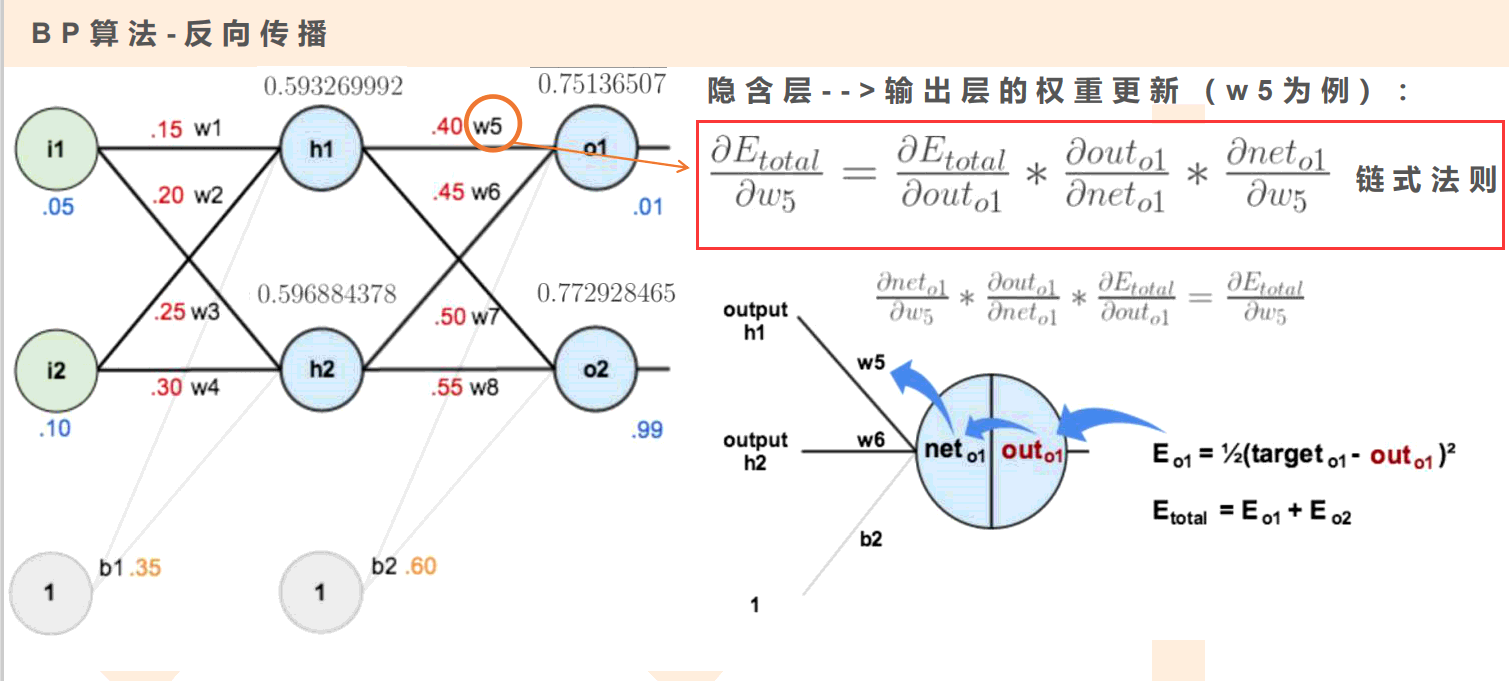 BP算法-反向传播
0.593269992
0.75136507
i1
.15 w1
h1
.40 w5
o1
.05
.20 w2
.45 w6
.01
0.596884378
0.772928465
.25 w3
.50 w7
i2
.30 w4
h2
.55 w8
o2
.10
.99
1
b1 .35
1
b2 .60
隐含层-->输出层的权重更新（w5为例）：
∂E_total/∂w_5 = ∂E_total/∂out_o1 * ∂out_o1/∂net_o1 * ∂net_o1/∂w_5 链式法则
∂net_o1/∂w_5 * ∂out_o1/∂net_o1 * ∂E_total/∂out_o1 = ∂E_total/∂w_5
output
h1
w5
output
h2
w6
net o1
out o1
b2
1
E o1 = ½(target o1 - out o1 )²
E total = E o1 + E o2